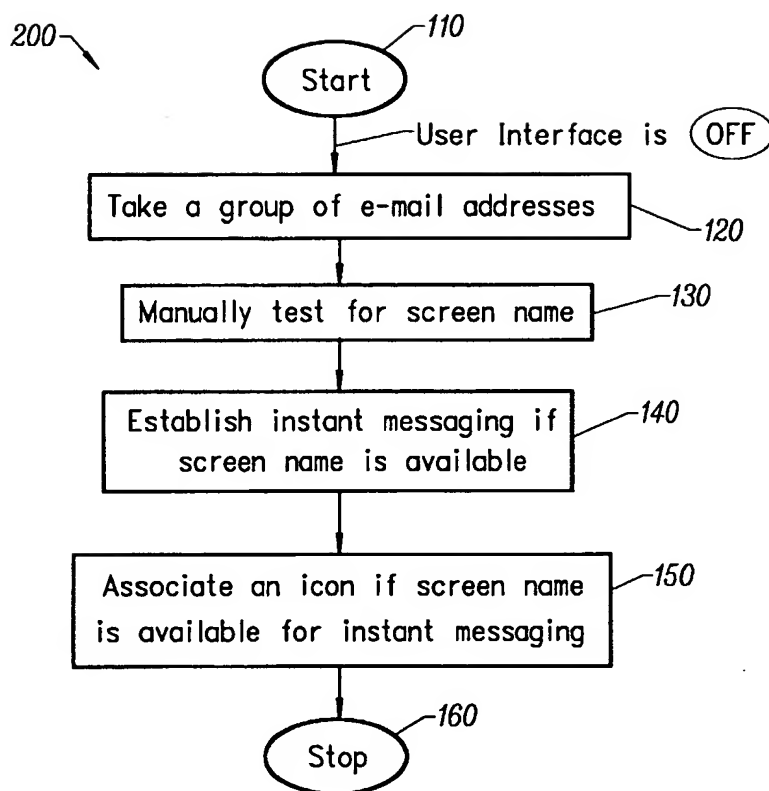 200
110
Start
User Interface is OFF
Take a group of e-mail addresses
120
Manually test for screen name
130
Establish instant messaging if
screen name is available
140
Associate an icon if screen name
is available for instant messaging
150
160
Stop